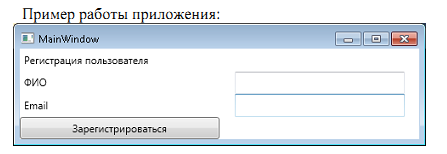 Пример работы приложения:
MainWindow
Регистрация пользователя
ФИО
Email
Зарегистрироваться